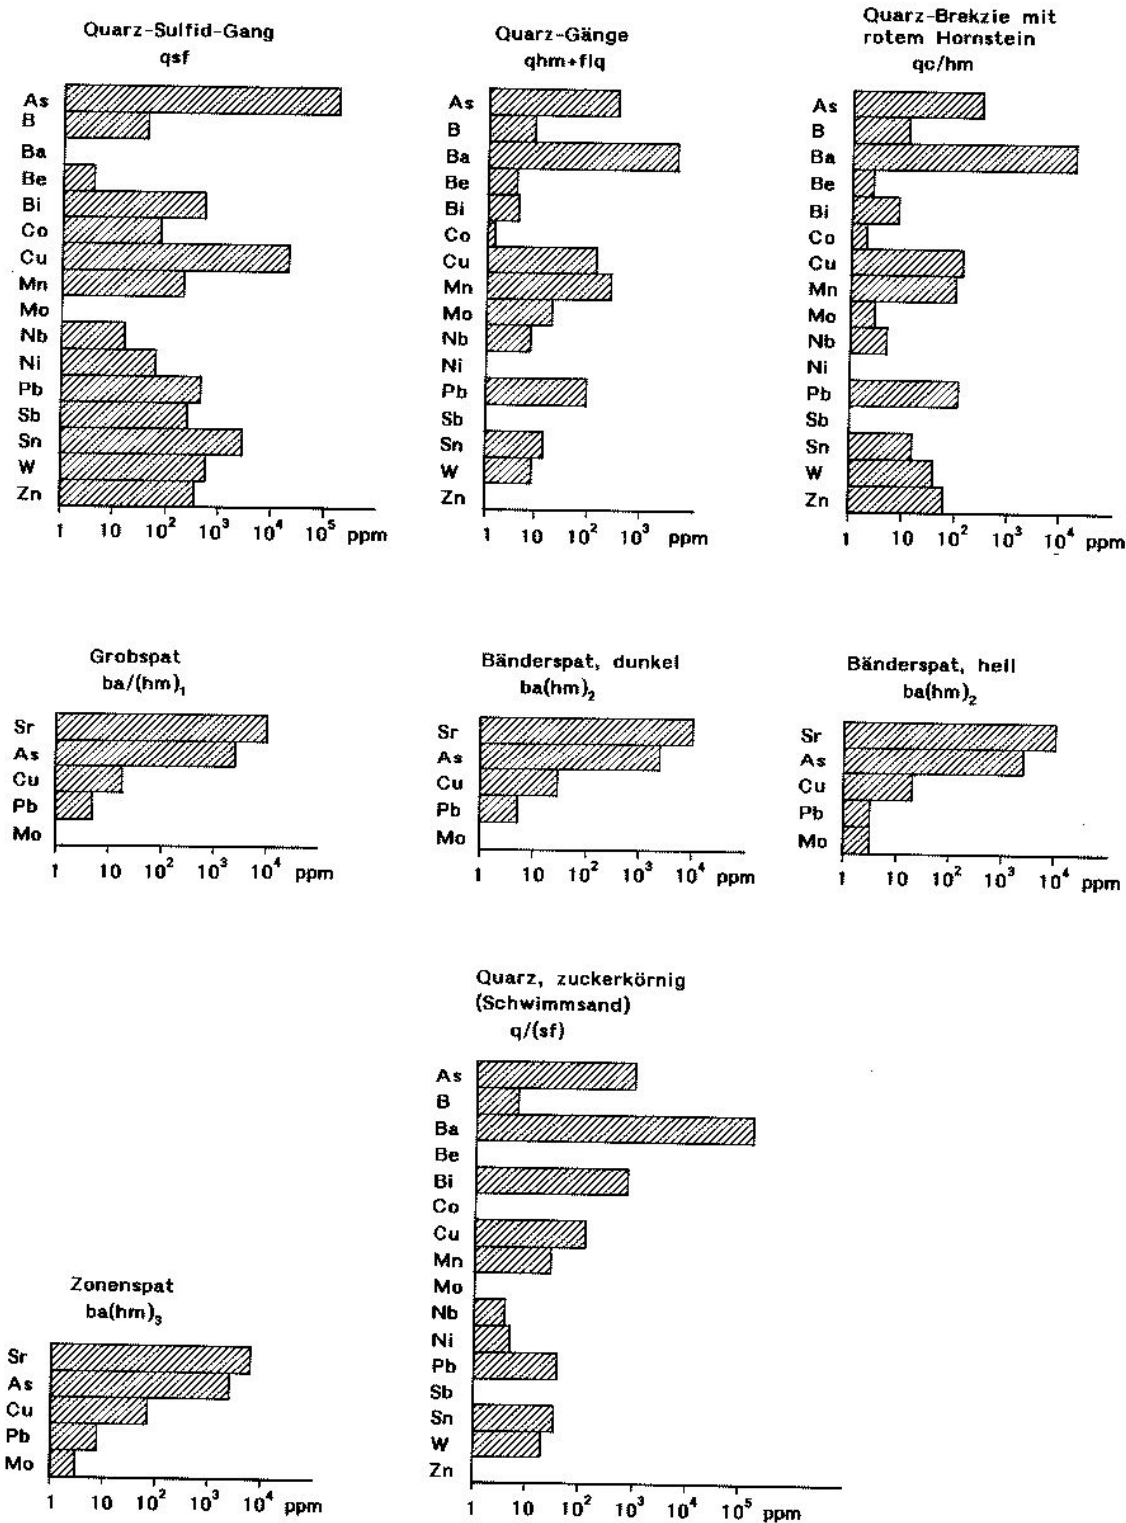 Quarz-Sulfid-Gang
qsf
As
B
Ba
Be
Bi
Co
Cu
Mn
Mo
Nb
Ni
Pb
Sb
Sn
W
Zn
1 10 10² 10³ 10⁴ 10⁵ ppm
Quarz-Gänge
qhm+flq
As
B
Ba
Be
Bi
Co
Cu
Mn
Mo
Nb
Ni
Pb
Sb
Sn
W
Zn
1 10 10² 10³ ppm
Quarz-Brekzie mit
rotem Hornstein
qc/hm
As
B
Ba
Be
Bi
Co
Cu
Mn
Mo
Nb
Ni
Pb
Sb
Sn
W
Zn
1 10 10² 10³ 10⁴ ppm
Grobspat
ba/(hm)₁
Sr
As
Cu
Pb
Mo
1 10 10² 10³ 10⁴ ppm
Bänderspat, dunkel
ba(hm)₂
Sr
As
Cu
Pb
Mo
1 10 10² 10³ 10⁴ ppm
Bänderspat, hell
ba(hm)₂
Sr
As
Cu
Pb
Mo
1 10 10² 10³ 10⁴ ppm
Zonenspat
ba(hm)₃
Sr
As
Cu
Pb
Mo
1 10 10² 10³ 10⁴ ppm
Quarz, zuckerkörnig
(Schwimmsand)
q/(sf)
As
B
Ba
Be
Bi
Co
Cu
Mn
Mo
Nb
Ni
Pb
Sb
Sn
W
Zn
1 10 10² 10³ 10⁴ 10⁵ ppm